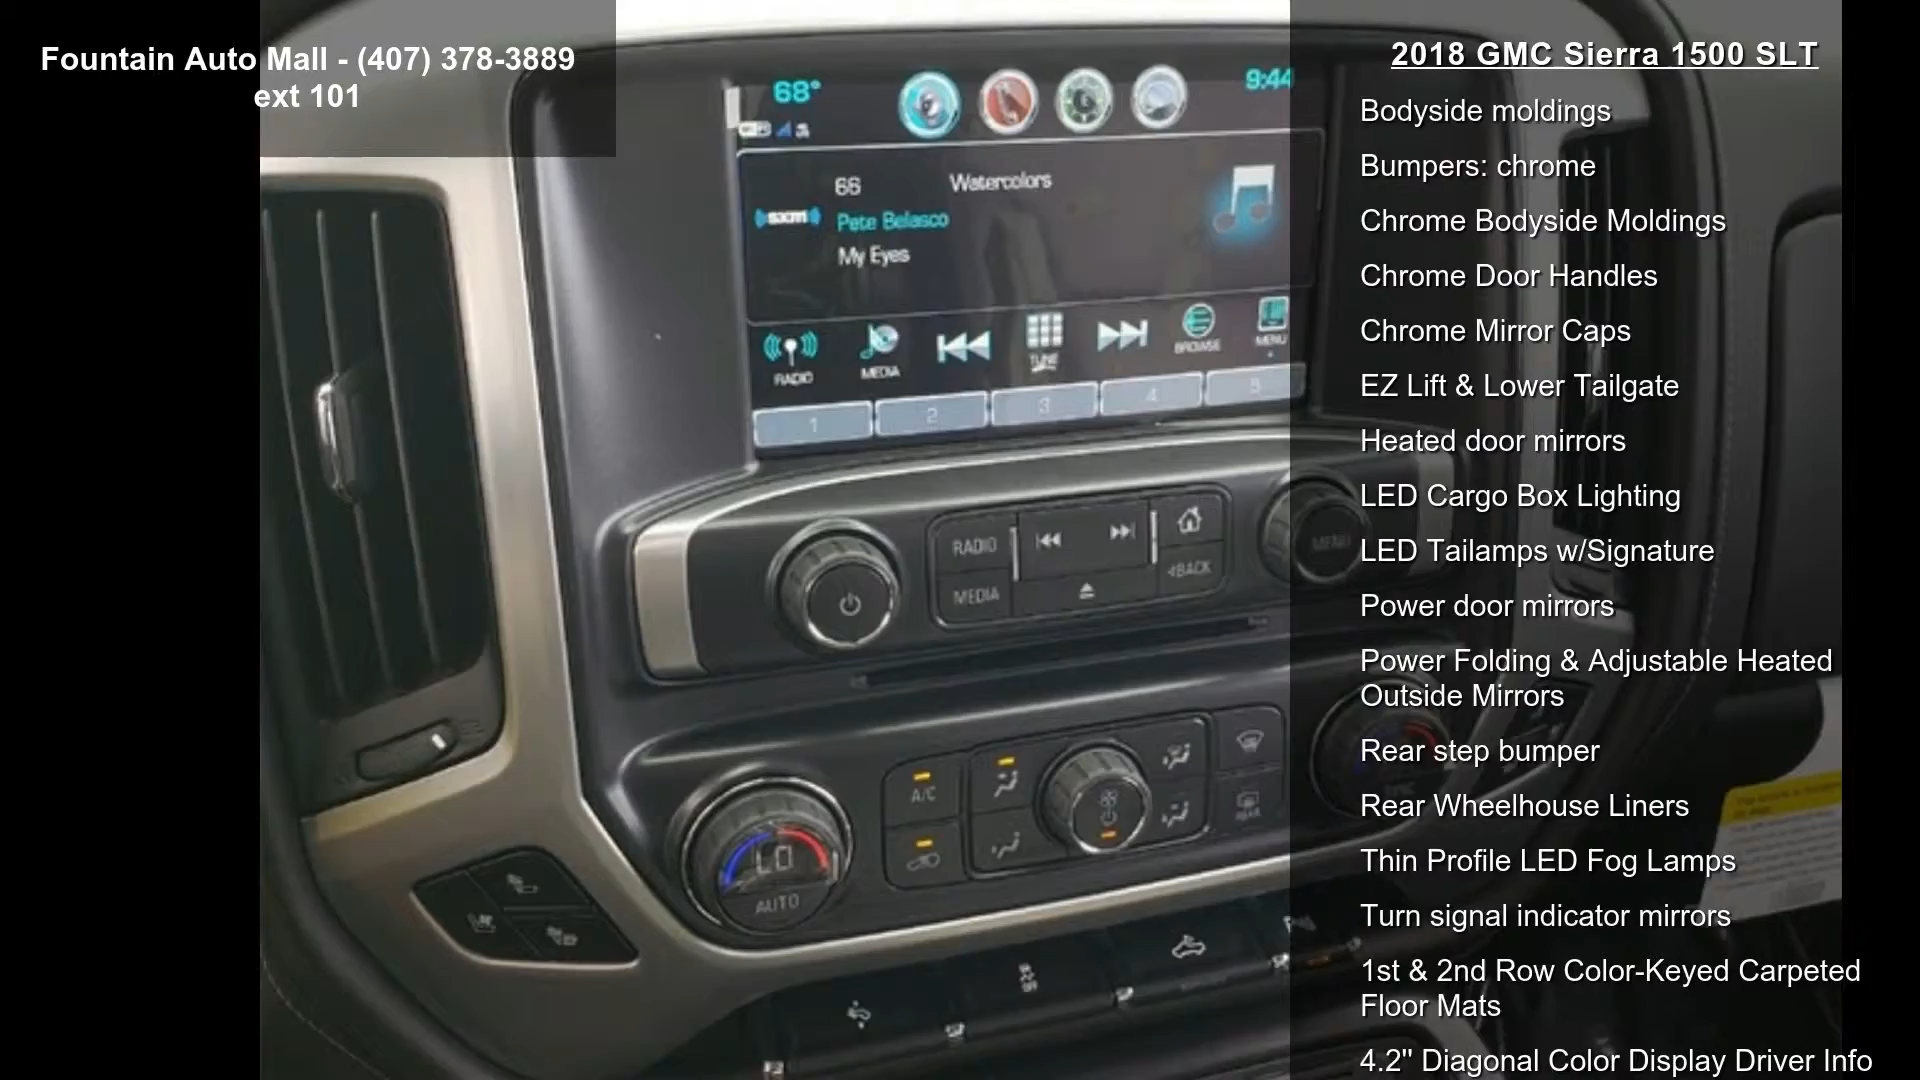 Fountain Auto Mall - (407) 378-3889
ext 101
2018 GMC Sierra 1500 SLT
Bodyside moldings
Bumpers: chrome
Chrome Bodyside Moldings
Chrome Door Handles
Chrome Mirror Caps
EZ Lift & Lower Tailgate
Heated door mirrors
LED Cargo Box Lighting
LED Tailamps w/Signature
Power door mirrors
Power Folding & Adjustable Heated
Outside Mirrors
Rear step bumper
Rear Wheelhouse Liners
Thin Profile LED Fog Lamps
Turn signal indicator mirrors
1st & 2nd Row Color-Keyed Carpeted
Floor Mats
4.2" Diagonal Color Display Driver Info
68° 9:44
66 Watercolors
sxm Pete Belasco
My Eyes
RADIO MEDIA TUNE BROWSE MENU
1 2 3 4 5
RADIO
MEDIA BACK
MENU
A/C
REAR
LO
AUTO